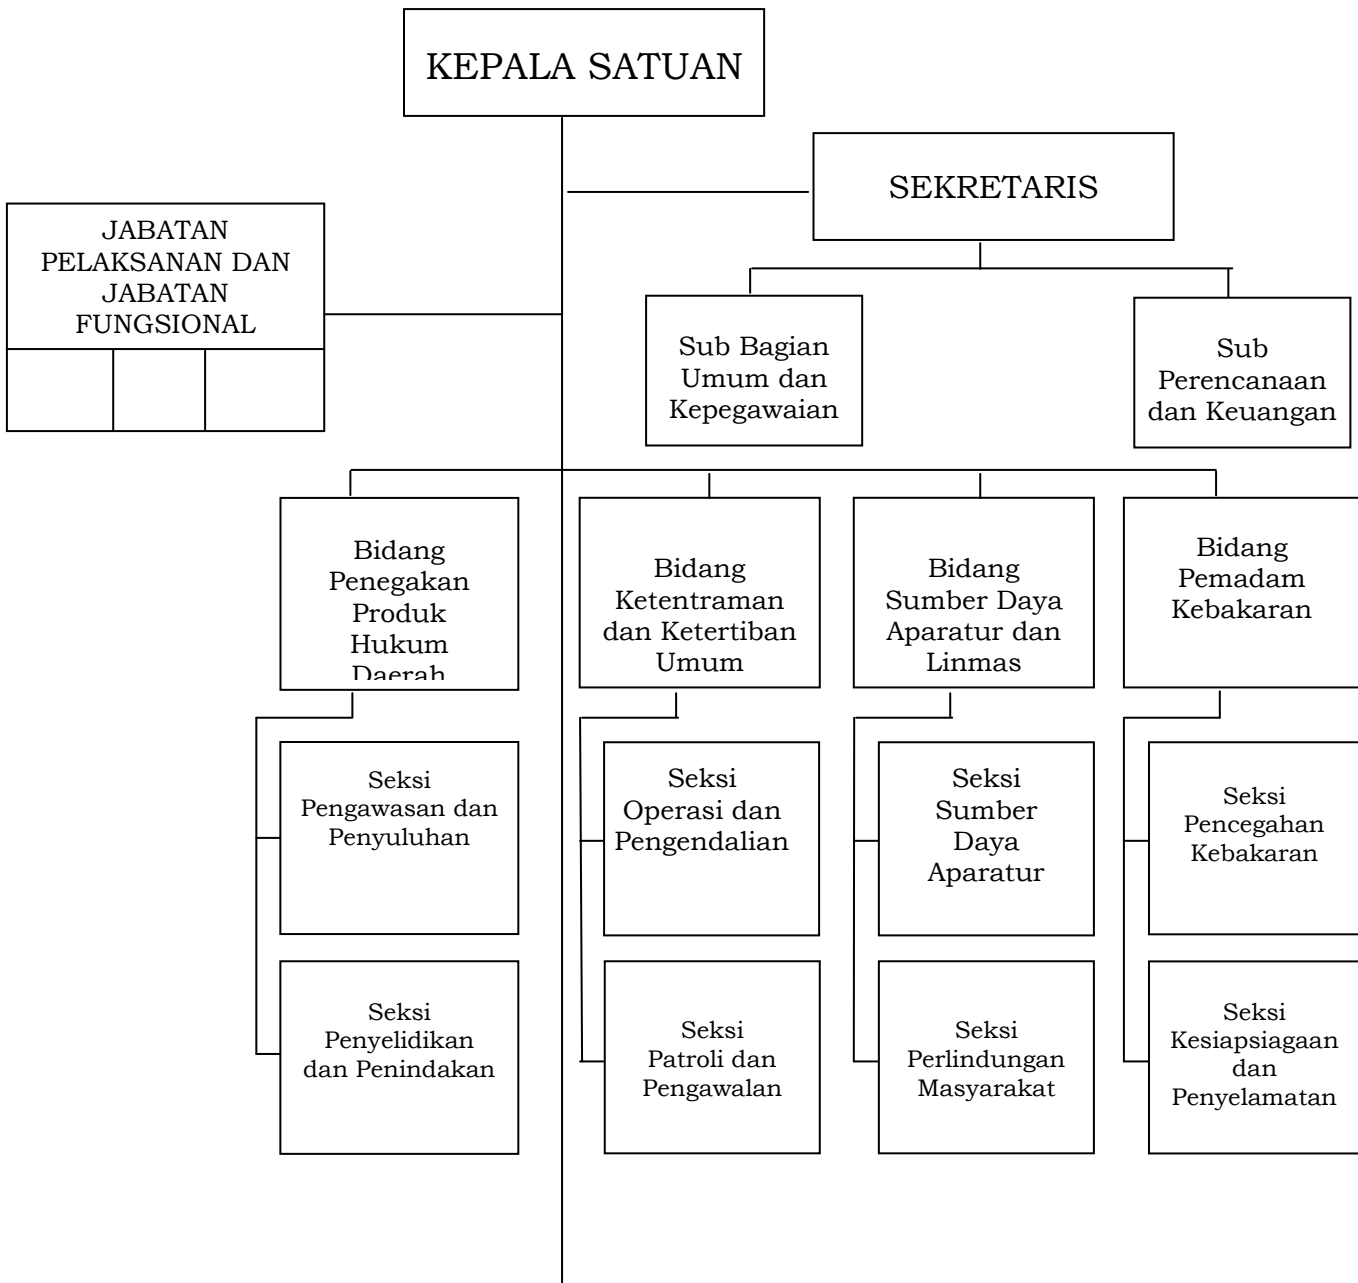 KEPALA SATUAN
SEKRETARIS
JABATAN
PELAKSANAN DAN
JABATAN
FUNGSIONAL
Sub Bagian
Umum dan
Kepegawaian
Sub
Perencanaan
dan Keuangan
Bidang
Penegakan
Produk
Hukum
Daerah
Bidang
Ketentraman
dan Ketertiban
Umum
Bidang
Sumber Daya
Aparatur dan
Linmas
Bidang
Pemadam
Kebakaran
Seksi
Pengawasan dan
Penyuluhan
Seksi
Operasi dan
Pengendalian
Seksi
Sumber
Daya
Aparatur
Seksi
Pencegahan
Kebakaran
Seksi
Penyelidikan
dan Penindakan
Seksi
Patroli dan
Pengawalan
Seksi
Perlindungan
Masyarakat
Seksi
Kesiapsiagaan
dan
Penyelamatan